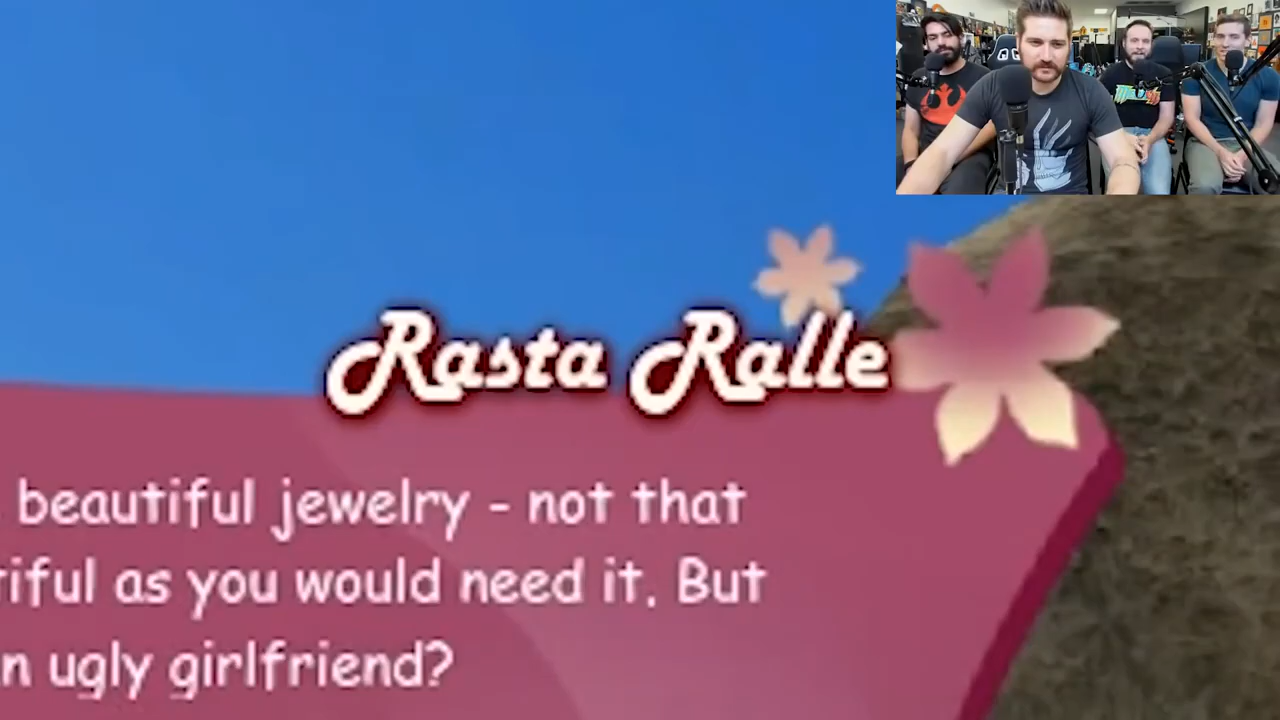 Rasta Ralle
beautiful jewelry - not that
tiful as you would need it. But
n ugly girlfriend?